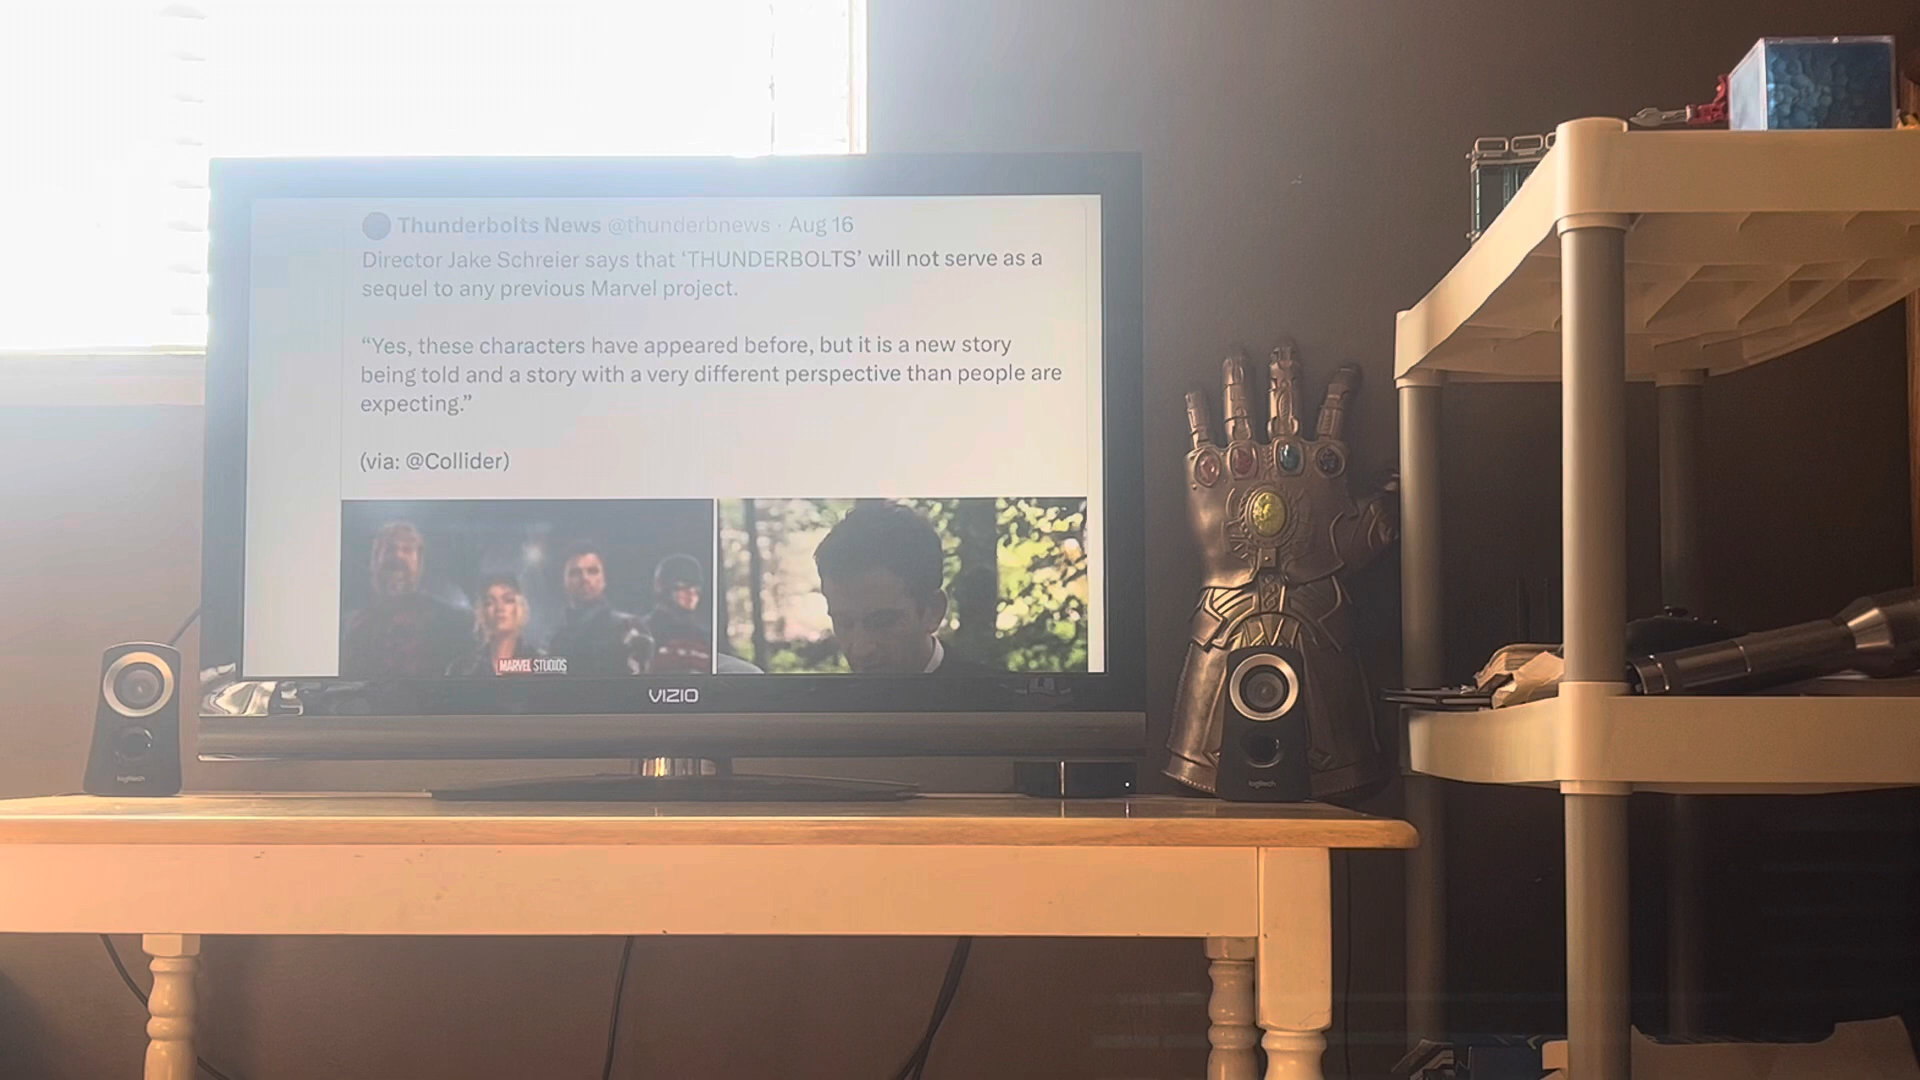 Thunderbolts News @thunderbnews · Aug 16
Director Jake Schreier says that ‘THUNDERBOLTS’ will not serve as a
sequel to any previous Marvel project.
“Yes, these characters have appeared before, but it is a new story
being told and a story with a very different perspective than people are
expecting.”
(via: @Collider)
MARVEL STUDIOS
VIZIO
logitech
logitech